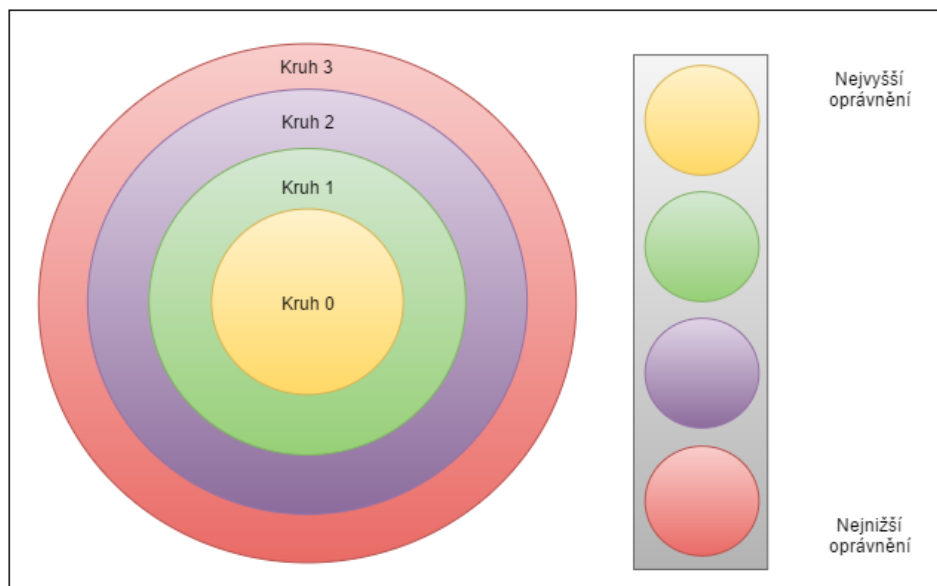 Kruh 3
Kruh 2
Kruh 1
Kruh 0
Nejvyšší
oprávnění
Nejnižší
oprávnění